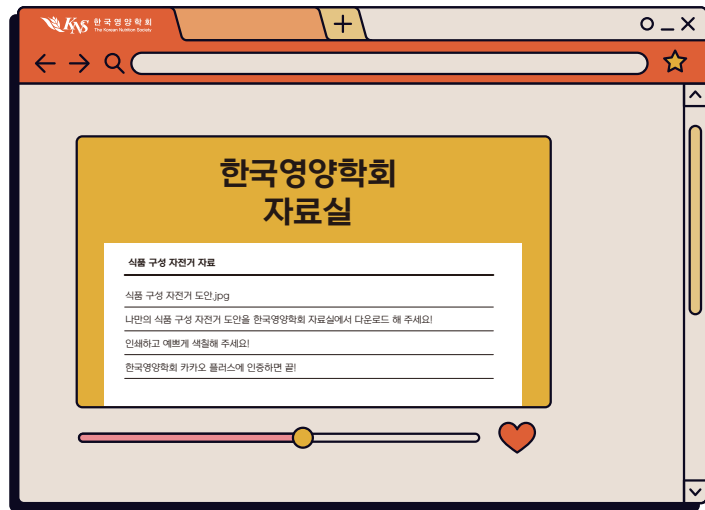 KNS 한국영양학회
The Korean Nutrition Society
한국영양학회
자료실
식품 구성 자전거 자료
식품 구성 자전거 도안.jpg
나만의 식품 구성 자전거 도안을 한국영양학회 자료실에서 다운로드 해 주세요!
인쇄하고 예쁘게 색칠해 주세요!
한국영양학회 카카오 플러스에 인증하면 끝!